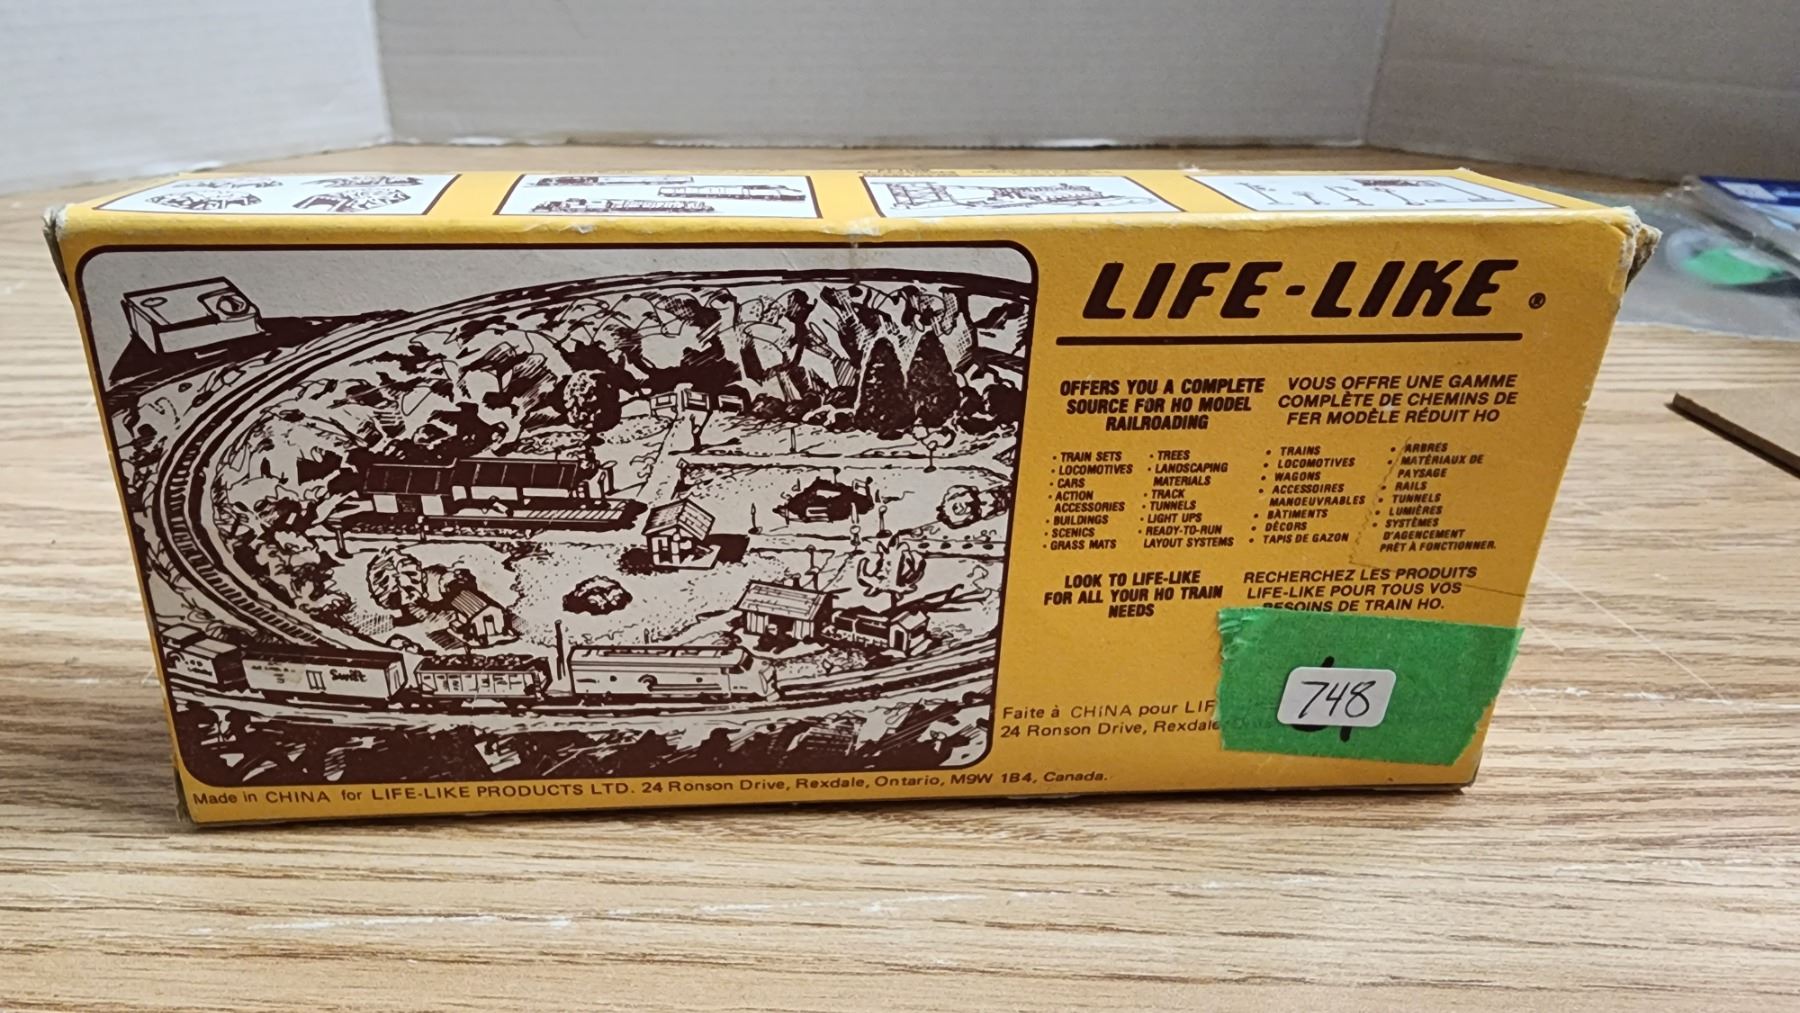 LIFE-LIKE ®
OFFERS YOU A COMPLETE
SOURCE FOR HO MODEL
RAILROADING
• TRAIN SETS
• LOCOMOTIVES
• CARS
• ACTION
ACCESSORIES
• BUILDINGS
• SCENICS
• GRASS MATS
• TREES
• LANDSCAPING
MATERIALS
• TRACK
• TUNNELS
• LIGHT UPS
• READY-TO-RUN
LAYOUT SYSTEMS
LOOK TO LIFE-LIKE
FOR ALL YOUR HO TRAIN
NEEDS
VOUS OFFRE UNE GAMME
COMPLÈTE DE CHEMINS DE
FER MODÈLE RÉDUIT HO
• TRAINS
• LOCOMOTIVES
• WAGONS
• ACCESSOIRES
MANOEUVRABLES
• BÂTIMENTS
• DÉCORS
• TAPIS DE GAZON
• ARBRES
• MATÉRIAUX DE
PAYSAGE
• RAILS
• TUNNELS
• LUMIÈRES
• SYSTÈMES
D'AGENCEMENT
PRÊT À FONCTIONNER.
RECHERCHEZ LES PRODUITS
LIFE-LIKE POUR TOUS VOS
BESOINS DE TRAIN HO.
Swift
Faite à CHINA pour LIF
24 Ronson Drive, Rexdale
748
Made in CHINA for LIFE-LIKE PRODUCTS LTD. 24 Ronson Drive, Rexdale, Ontario, M9W 1B4, Canada.